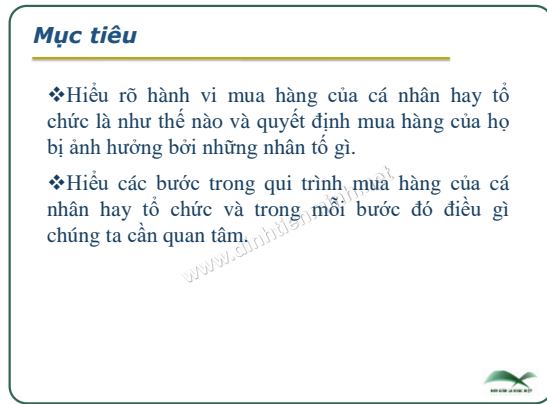 Mục tiêu
❖Hiểu rõ hành vi mua hàng của cá nhân hay tổ
chức là như thế nào và quyết định mua hàng của họ
bị ảnh hưởng bởi những nhân tố gì.
❖Hiểu các bước trong qui trình mua hàng của cá
nhân hay tổ chức và trong mỗi bước đó điều gì
chúng ta cần quan tâm.
www.dinhtienminh.net